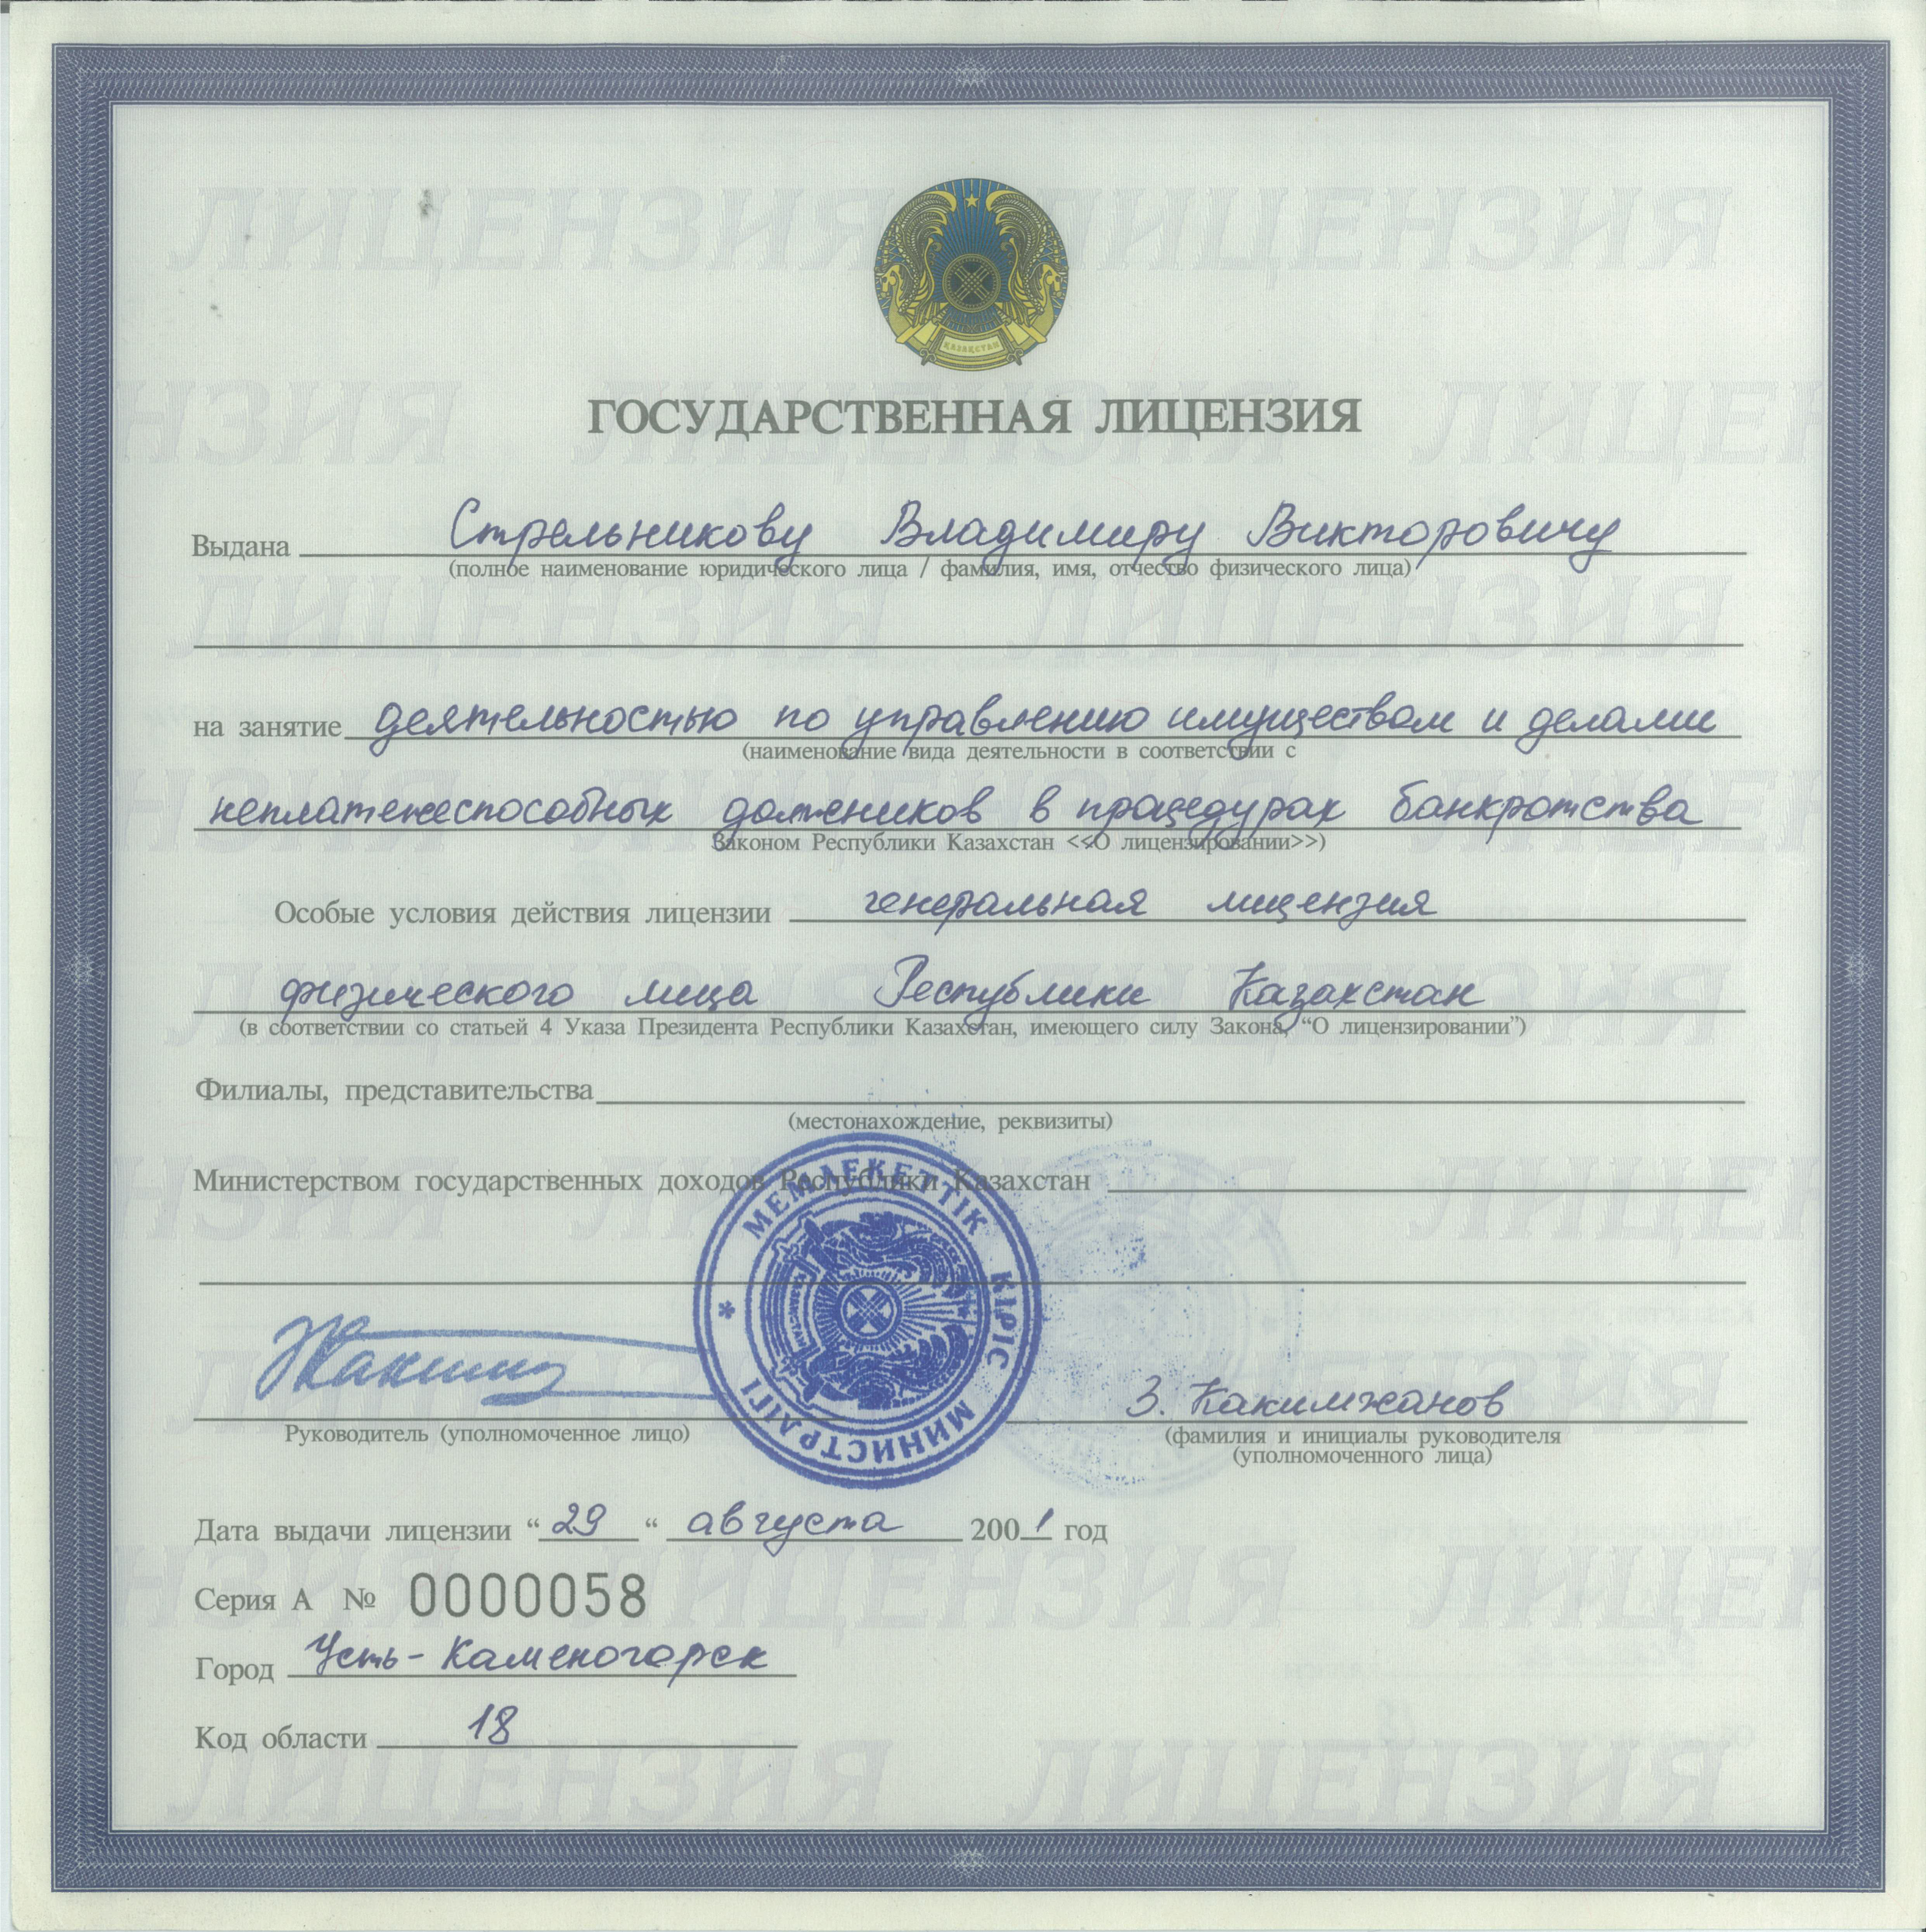 ҚАЗАҚСТАН
ГОСУДАРСТВЕННАЯ ЛИЦЕНЗИЯ
Выдана Стрельникову Владимиру Викторовичу
(полное наименование юридического лица / фамилия, имя, отчество физического лица)
на занятие деятельностью по управлению имуществом и делами
(наименование вида деятельности в соответствии с
неплатежеспособных должников в процедурах банкротства
Законом Республики Казахстан <<О лицензировании>>)
Особые условия действия лицензии генеральная лицензия
физического лица Республики Казахстан
(в соответствии со статьей 4 Указа Президента Республики Казахстан, имеющего силу Закона, “О лицензировании”)
Филиалы, представительства
(местонахождение, реквизиты)
Министерством государственных доходов Республики Казахстан
МЕМЛЕКЕТТІК КІРІС МИНИСТРЛІГІ
З. Какимжанов
Руководитель (уполномоченное лицо)
(фамилия и инициалы руководителя
(уполномоченного лица)
Дата выдачи лицензии “29“ августа 2001 год
Серия А № 0000058
Город Усть-Каменогорск
Код области 18